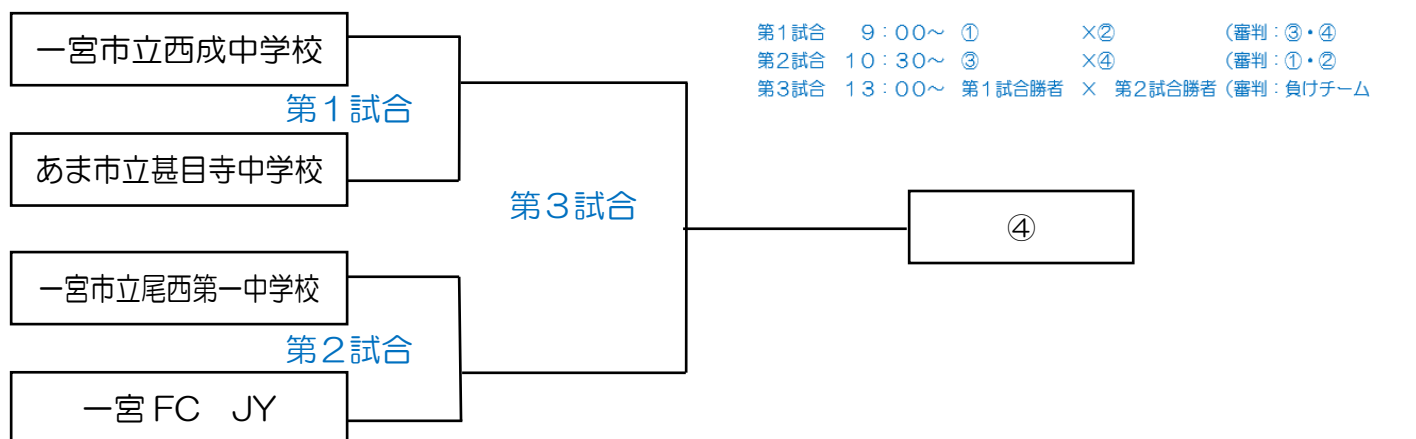 一宮市立西成中学校
第１試合
あま市立甚目寺中学校
第３試合
一宮市立尾西第一中学校
第２試合
一宮 FC　JY
④
第1試合　９：００～　①　×②　（審判：③・④
第2試合　１０：３０～　③　×④　（審判：①・②
第3試合　１３：００～　第1試合勝者　×　第2試合勝者（審判：負けチーム